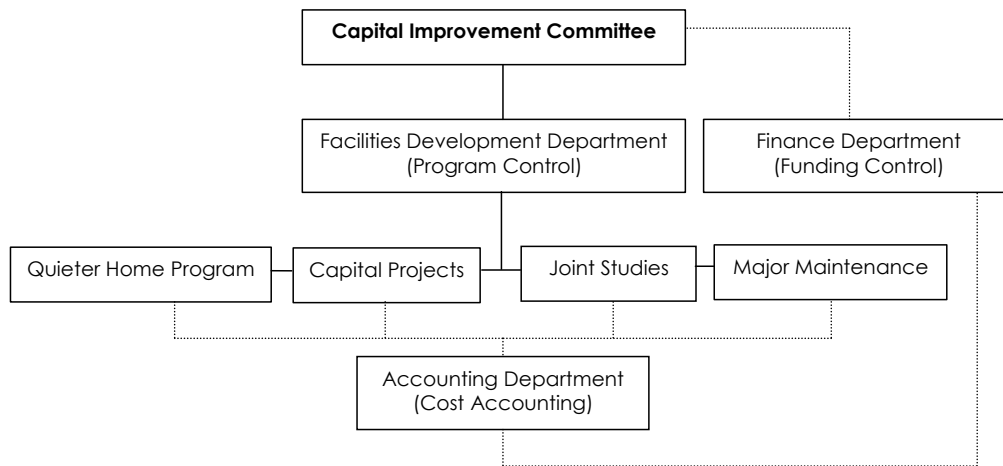 Capital Improvement Committee
Facilities Development Department
(Program Control)
Finance Department
(Funding Control)
Quieter Home Program
Capital Projects
Joint Studies
Major Maintenance
Accounting Department
(Cost Accounting)